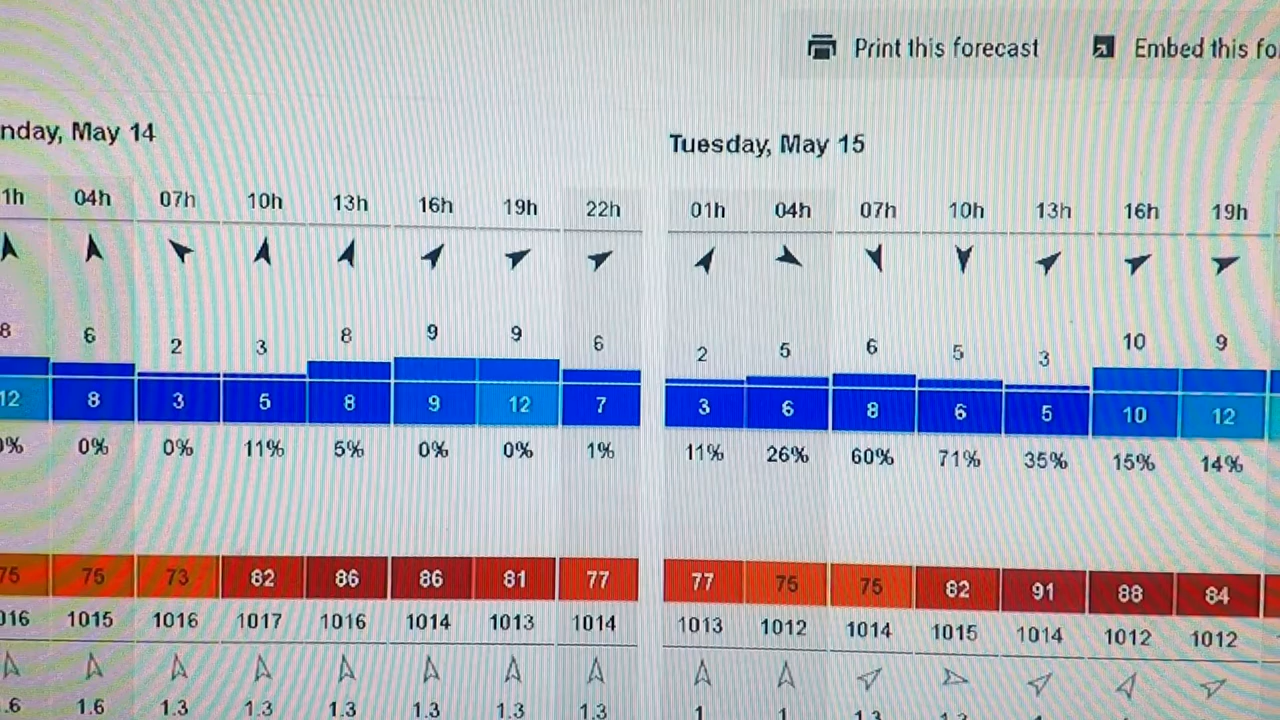 Print this forecast Embed this fo
nday, May 14 Tuesday, May 15
1h 04h 07h 10h 13h 16h 19h 22h 01h 04h 07h 10h 13h 16h 19h
8 6 2 3 8 9 9 6 2 5 6 5 3 10 9
12 8 3 5 8 9 12 7 3 6 8 6 5 10 12
0% 0% 0% 11% 5% 0% 0% 1% 11% 26% 60% 71% 35% 15% 14%
75 75 73 82 86 86 81 77 77 75 75 82 91 88 84
016 1015 1016 1017 1016 1014 1013 1014 1013 1012 1014 1015 1014 1012 1012
.6 1.6 1.3 1.3 1.3 1.3 1.3 1.3 1 1 1.3